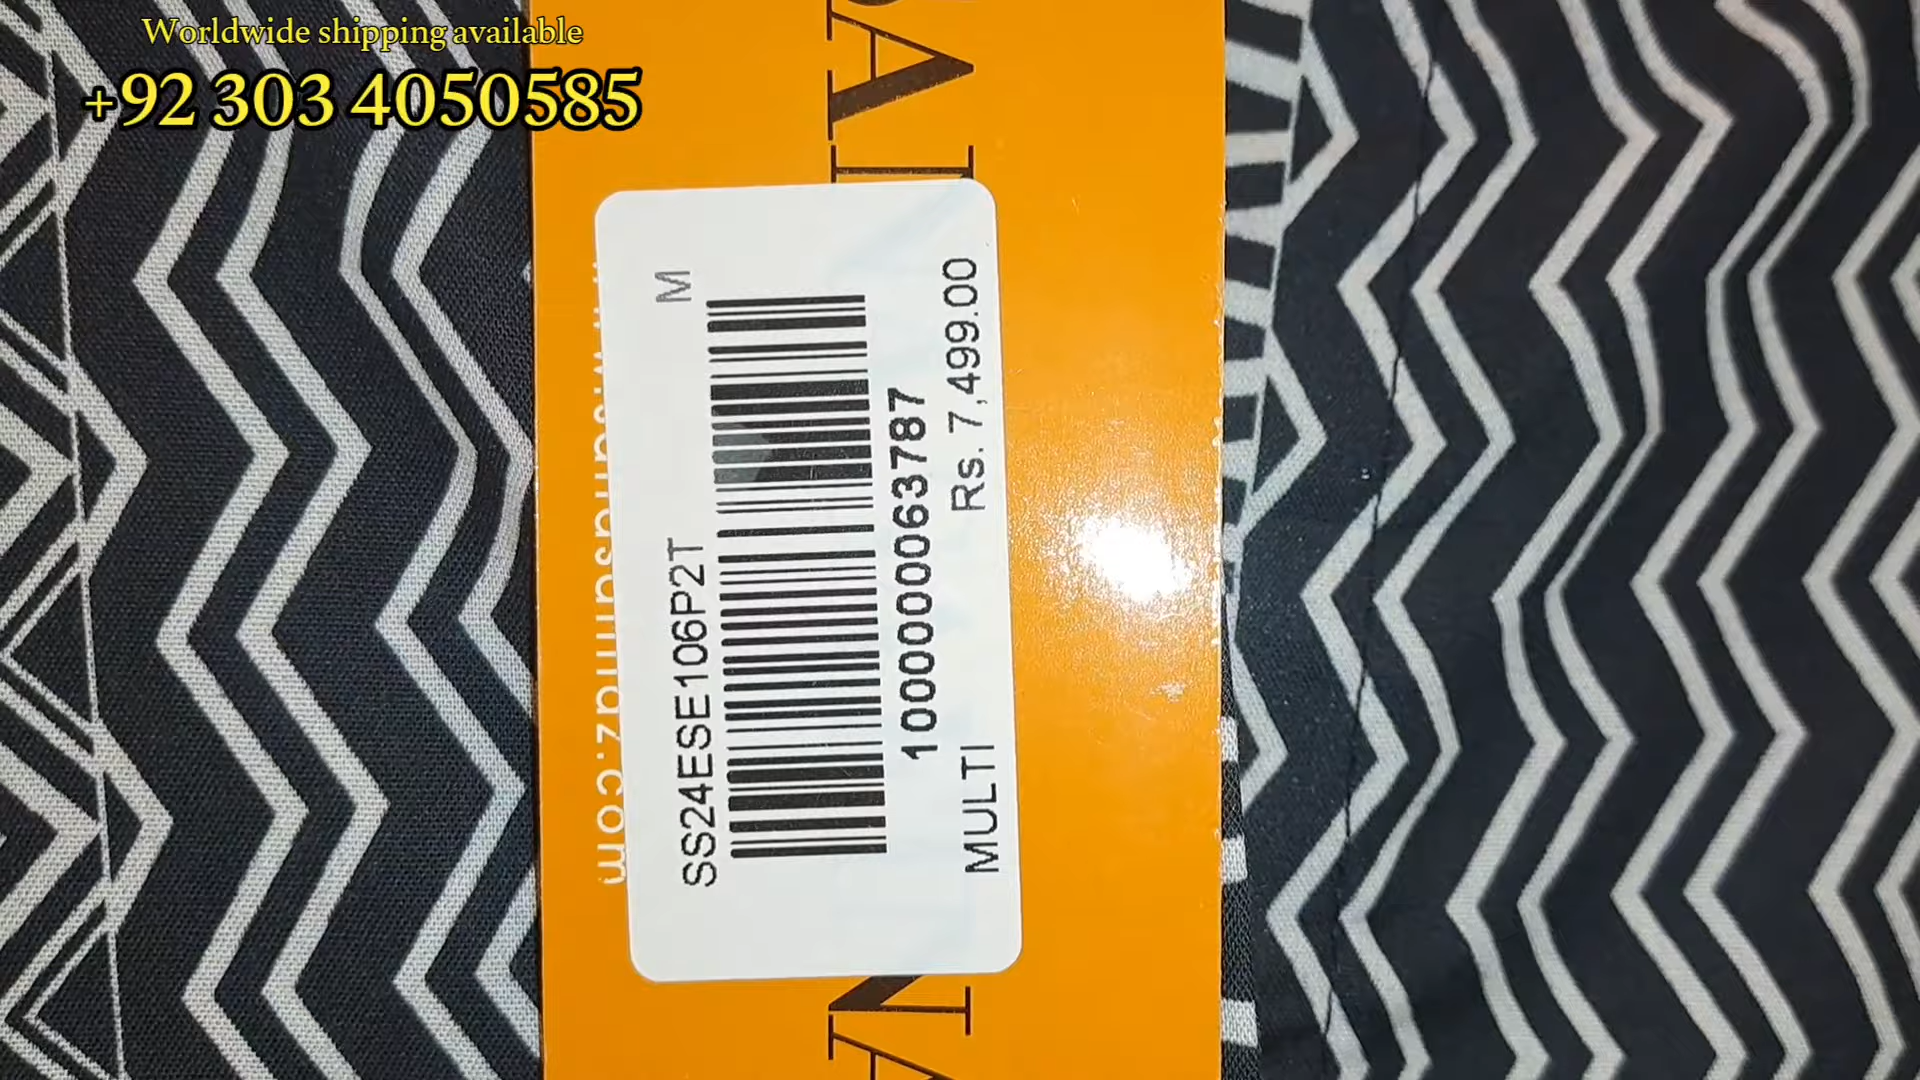 Worldwide shipping available
+92 303 4050585
SS24ESE106P2T M
1000000063787
MULTI Rs. 7,499.00